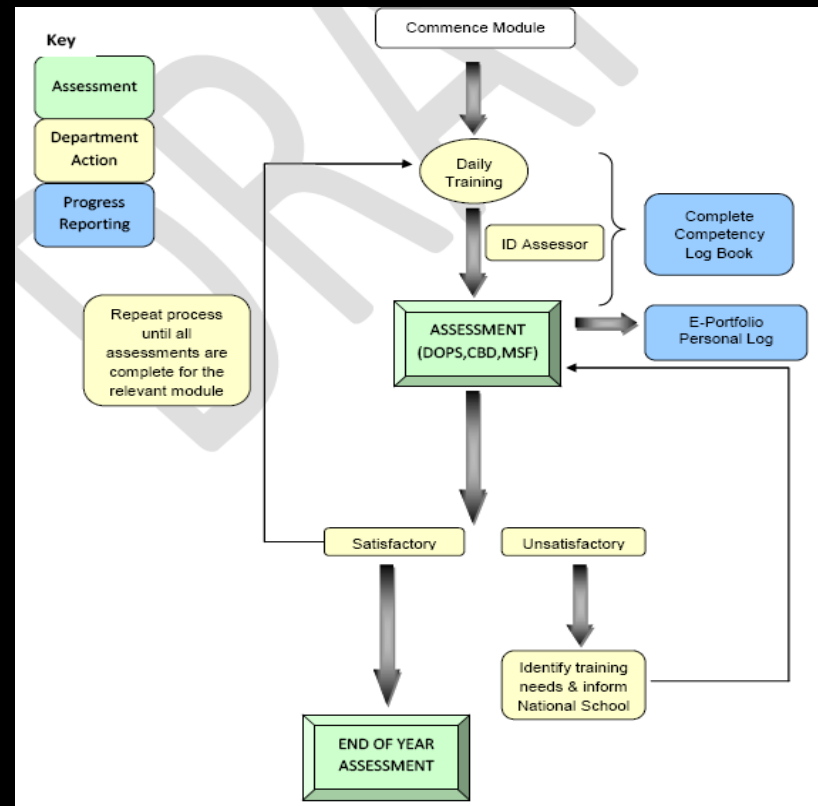 Commence Module
Key
Assessment
Department
Action
Progress
Reporting
Daily
Training
ID Assessor
Complete
Competency
Log Book
Repeat process
until all
assessments are
complete for the
relevant module
ASSESSMENT
(DOPS,CBD,MSF)
E-Portfolio
Personal Log
Satisfactory
Unsatisfactory
Identify training
needs & inform
National School
END OF YEAR
ASSESSMENT